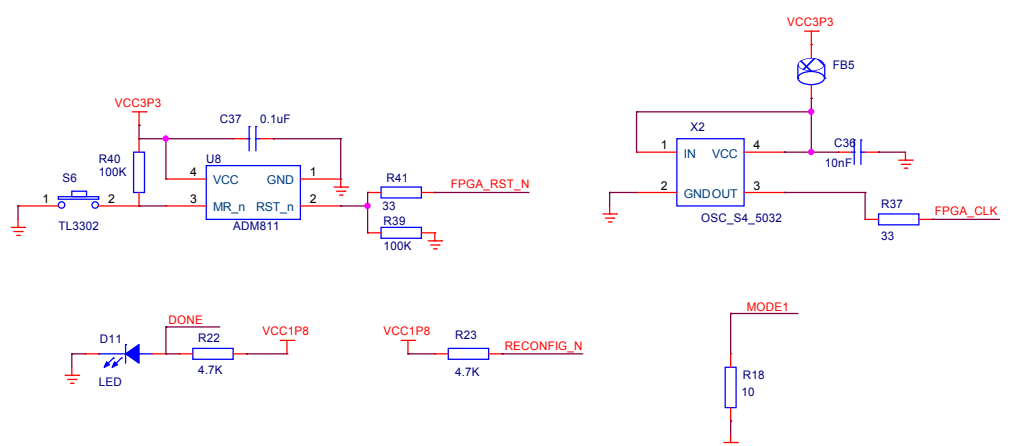 VCC3P3
FB5
VCC3P3
C37 0.1uF
X2
R40
100K
U8
1 IN VCC 4
C36
10nF
S6
4 VCC GND 1
R41
FPGA_RST_N
2 GND OUT 3
1 2
3 MR_n RST_n 2
33
R37
FPGA_CLK
TL3302
ADM811
R39
100K
OSC_S4_5032
33
DONE
MODE1
D11
R22
VCC1P8
VCC1P8
R23
RECONFIG_N
LED
4.7K
4.7K
R18
10